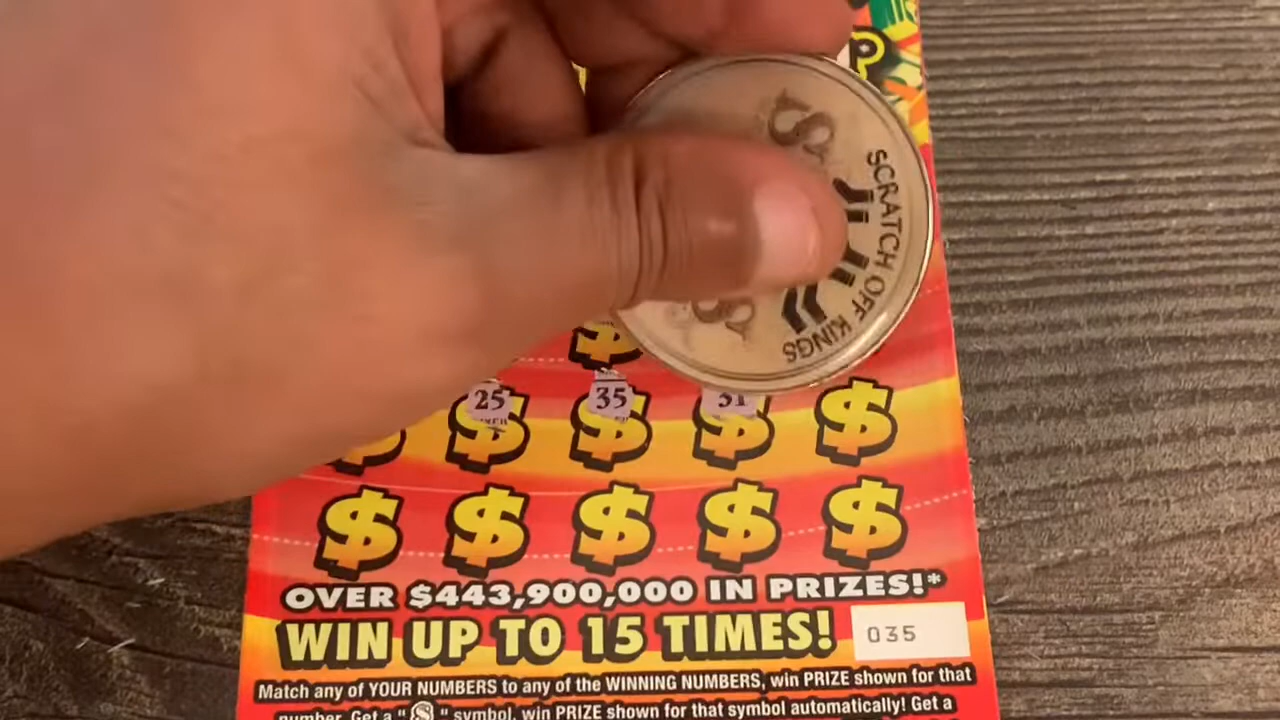 P
SCRATCH OFF KINGS
25 35 31
$ $ $ $ $
$ $ $ $ $
OVER $443,900,000 IN PRIZES!*
WIN UP TO 15 TIMES!
035
Match any of YOUR NUMBERS to any of the WINNING NUMBERS, win PRIZE shown for that
number. Get a " $ " symbol, win PRIZE shown for that symbol automatically! Get a